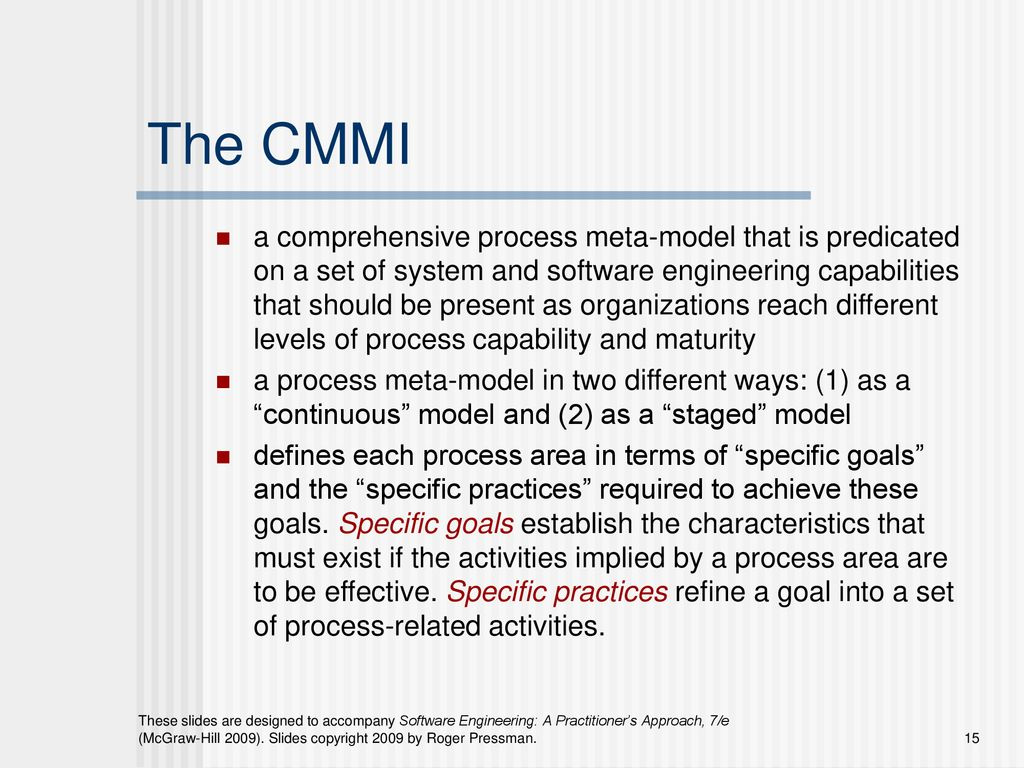 The CMMI
a comprehensive process meta-model that is predicated
on a set of system and software engineering capabilities
that should be present as organizations reach different
levels of process capability and maturity
a process meta-model in two different ways: (1) as a
“continuous” model and (2) as a “staged” model
defines each process area in terms of “specific goals”
and the “specific practices” required to achieve these
goals. Specific goals establish the characteristics that
must exist if the activities implied by a process area are
to be effective. Specific practices refine a goal into a set
of process-related activities.
These slides are designed to accompany Software Engineering: A Practitioner’s Approach, 7/e
(McGraw-Hill 2009). Slides copyright 2009 by Roger Pressman.
15